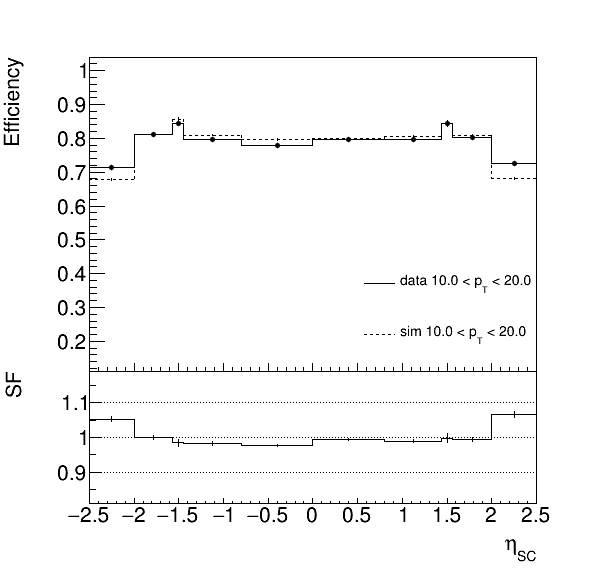 Efficiency
1
0.9
0.8
0.7
0.6
0.5
0.4
0.3
0.2
data 10.0 < p_T < 20.0
sim 10.0 < p_T < 20.0
SF
1.1
1
0.9
−2.5 −2 −1.5 −1 −0.5 0 0.5 1 1.5 2 2.5
η_SC